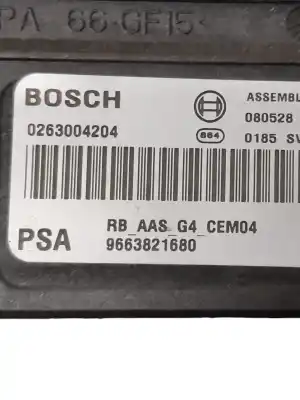 PA 66-GF15
BOSCH
ASSEMBL
080528
0263004204
664
0185 SV
RB_AAS_G4_CEM04
PSA
9663821680